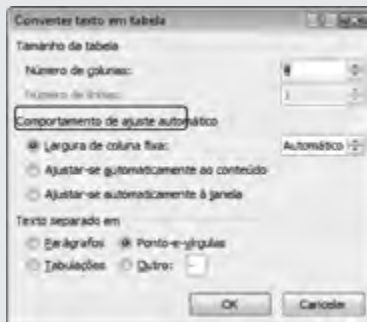 Converter texto em tabela
Tamanho da tabela
Número de colunas:
Número de linhas: 1
Comportamento de ajuste automático
Largura de coluna fixa: Automático
Ajustar-se automaticamente ao conteúdo
Ajustar-se automaticamente à janela
Texto separado em
Parágrafos Ponto-e-vírgulas
Tabulações Outro: -
OK Cancelar